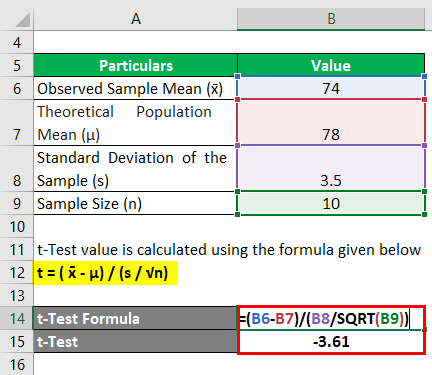 A B
4
5 Particulars Value
6 Observed Sample Mean (x̄) 74
Theoretical Population
7 Mean (μ) 78
Standard Deviation of the
8 Sample (s) 3.5
9 Sample Size (n) 10
10
11 t-Test value is calculated using the formula given below
12 t = ( x̄ - μ) / (s / √n)
13
14 t-Test Formula =(B6-B7)/(B8/SQRT(B9))
15 t-Test -3.61
16